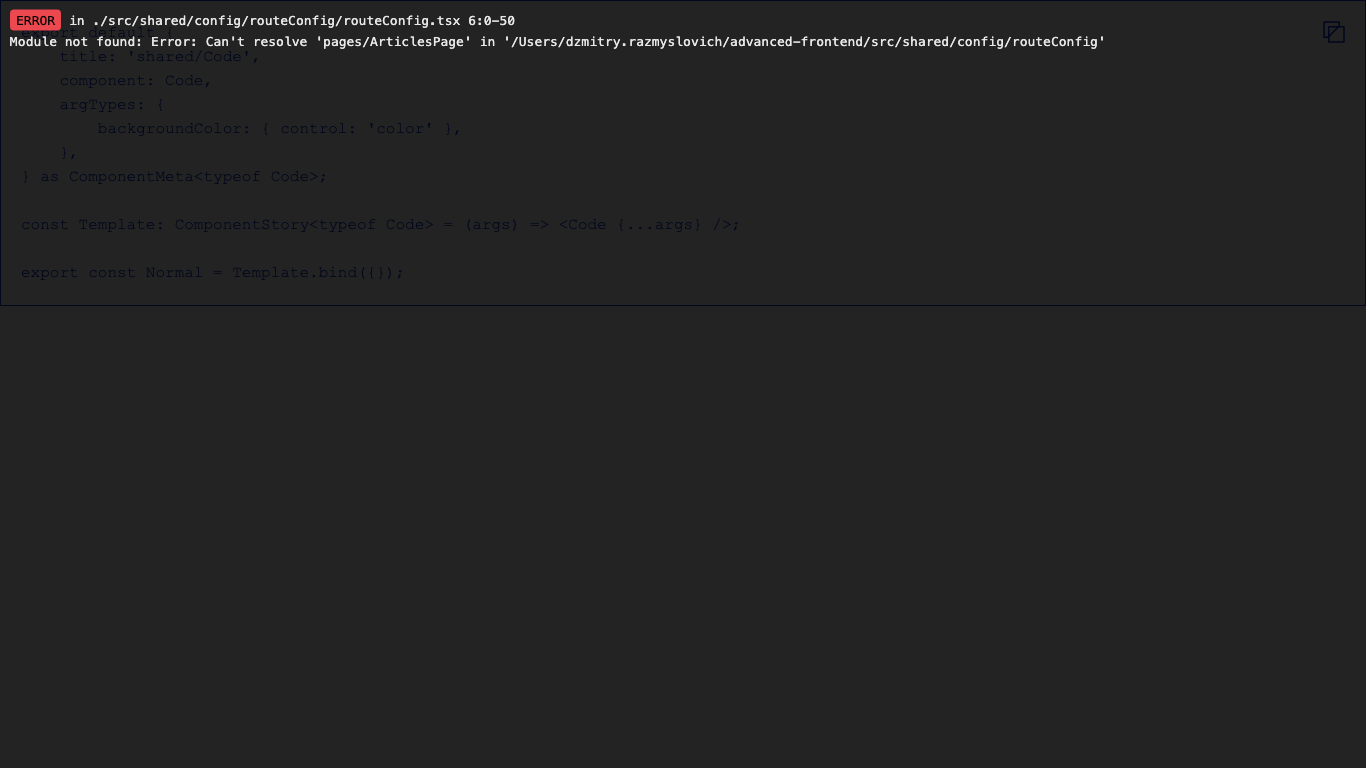 ERROR in ./src/shared/config/routeConfig/routeConfig.tsx 6:0-50
export default {
Module not found: Error: Can't resolve 'pages/ArticlesPage' in '/Users/dzmitry.razmyslovich/advanced-frontend/src/shared/config/routeConfig'
title: 'shared/Code',
component: Code,
argTypes: {
backgroundColor: { control: 'color' },
},
} as ComponentMeta<typeof Code>;
const Template: ComponentStory<typeof Code> = (args) => <Code {...args} />;
export const Normal = Template.bind({});